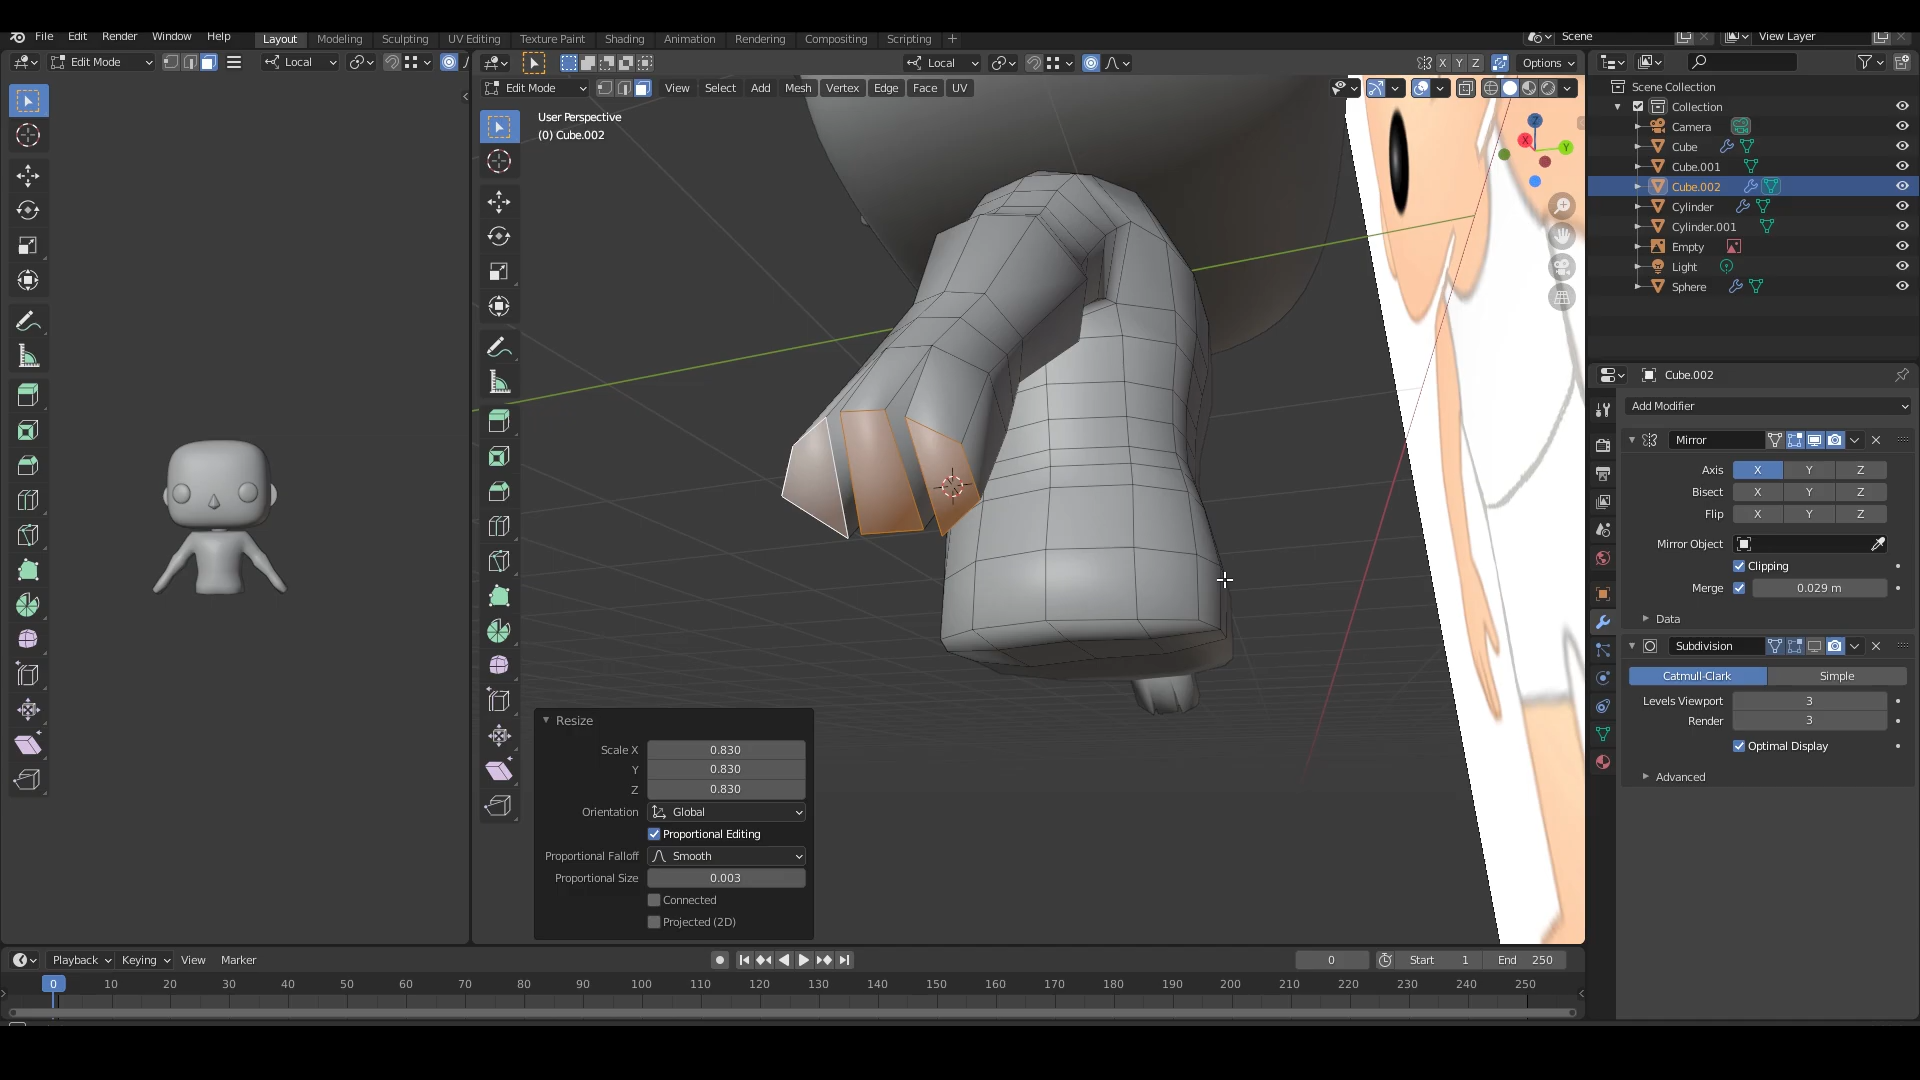 File Edit Render Window Help Layout Modeling Sculpting UV Editing Texture Paint Shading Animation Rendering Compositing Scripting + Scene View Layer
Edit Mode Local Local X Y Z Options
Edit Mode View Select Add Mesh Vertex Edge Face UV
User Perspective
(0) Cube.002
Z
X Y
Scene Collection
Collection
Camera
Cube
Cube.001
Cube.002
Cylinder
Cylinder.001
Empty
Light
Sphere
Cube.002
Add Modifier
Mirror
Axis X Y Z
Bisect X Y Z
Flip X Y Z
Mirror Object
Clipping
Merge 0.029 m
Data
Subdivision
Catmull-Clark Simple
Levels Viewport 3
Render 3
Optimal Display
Advanced
Resize
Scale X 0.830
Y 0.830
Z 0.830
Orientation Global
Proportional Editing
Proportional Falloff Smooth
Proportional Size 0.003
Connected
Projected (2D)
Playback Keying View Marker 0 Start 1 End 250
0 10 20 30 40 50 60 70 80 90 100 110 120 130 140 150 160 170 180 190 200 210 220 230 240 250